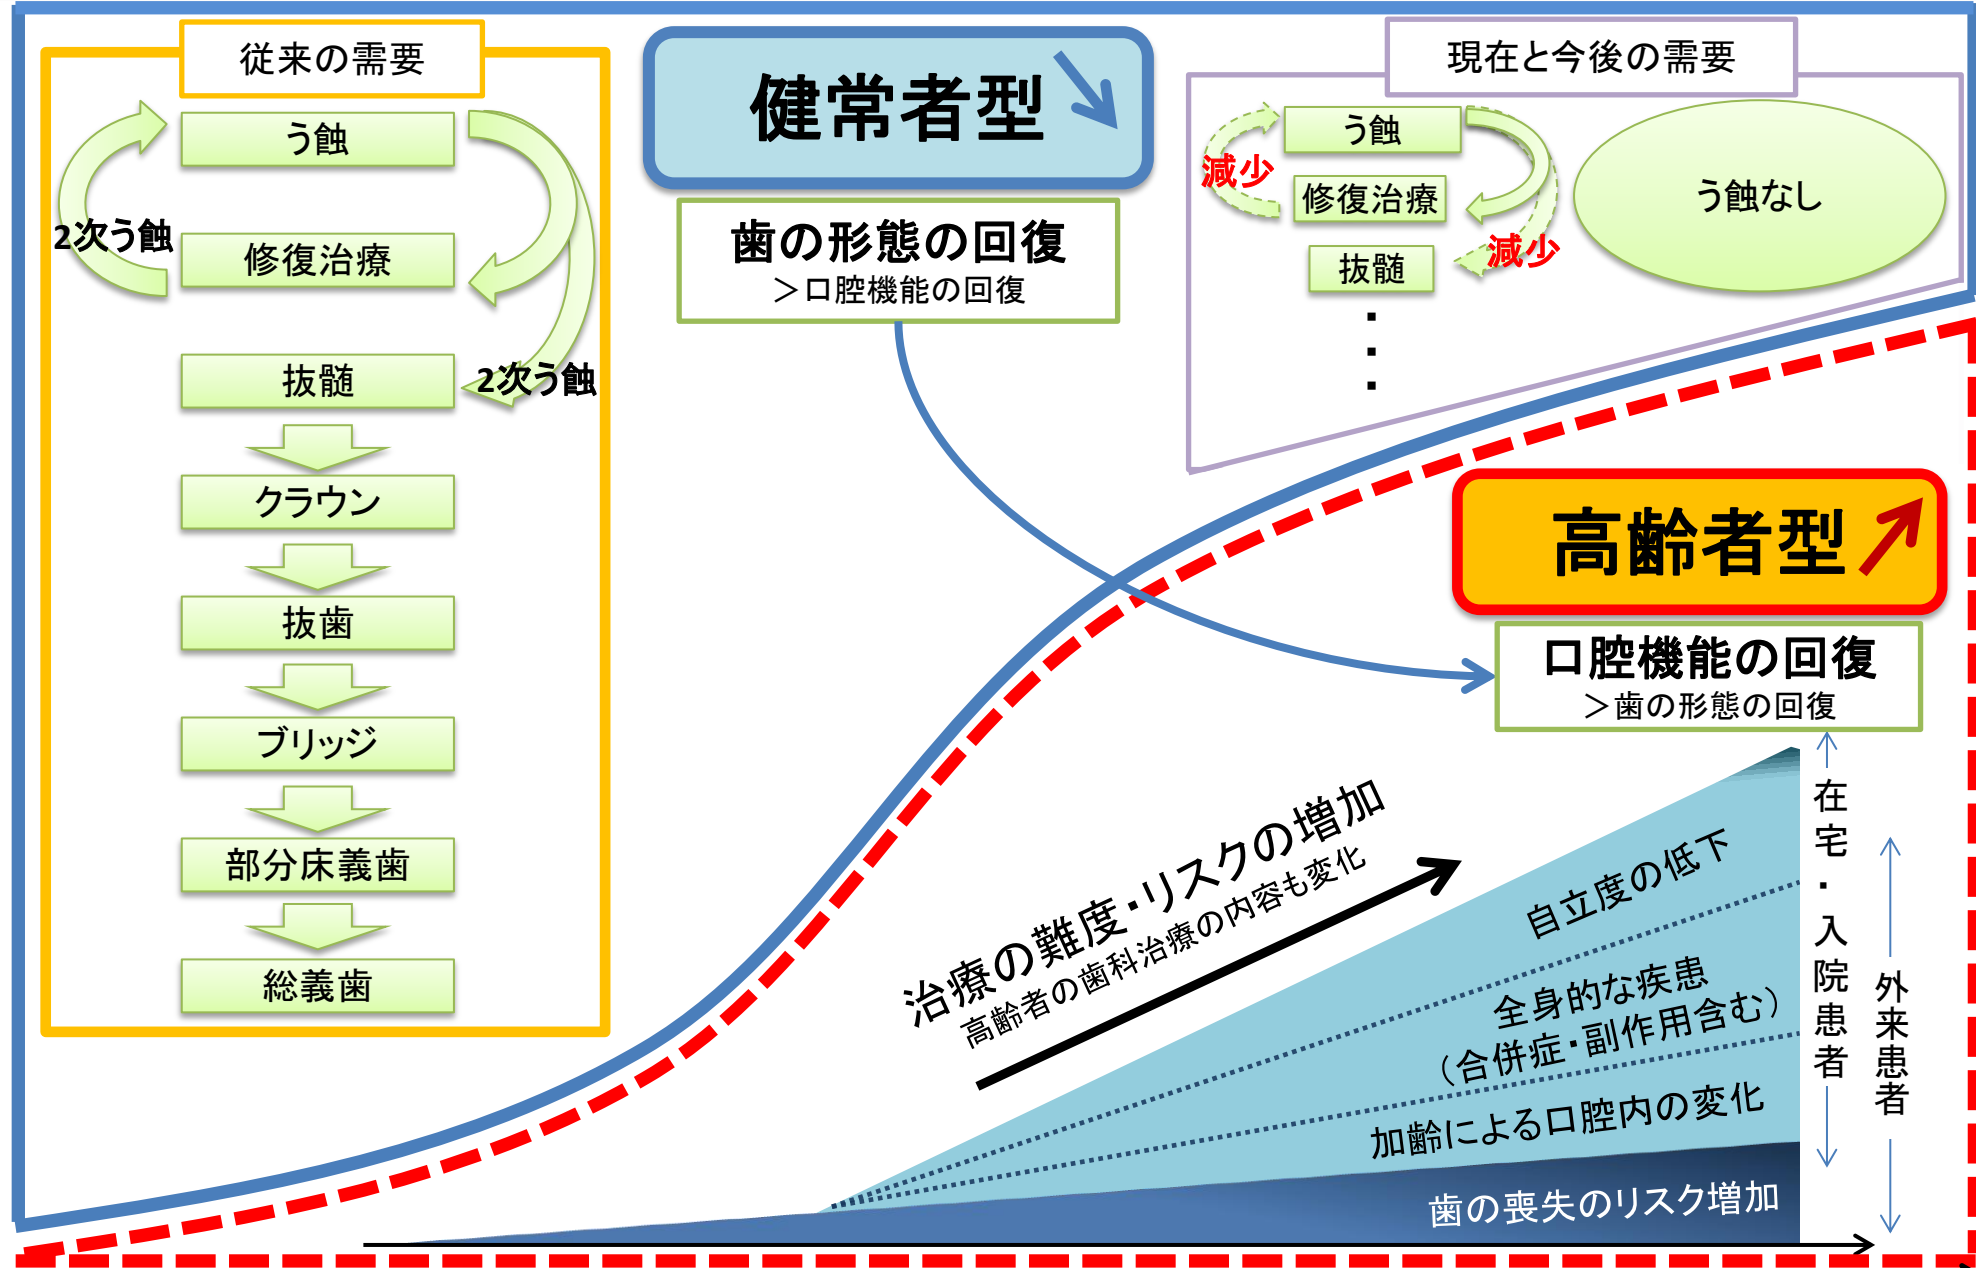 従来の需要
う蝕
2次う蝕
修復治療
抜髄
2次う蝕
クラウン
抜歯
ブリッジ
部分床義歯
総義歯
健常者型
歯の形態の回復
＞口腔機能の回復
現在と今後の需要
う蝕
減少
修復治療
減少
抜髄
・
・
・
う蝕なし
高齢者型
口腔機能の回復
＞歯の形態の回復
治療の難度・リスクの増加
高齢者の歯科治療の内容も変化
自立度の低下
全身的な疾患
（合併症・副作用含む）
加齢による口腔内の変化
歯の喪失のリスク増加
在宅・入院患者
外来患者